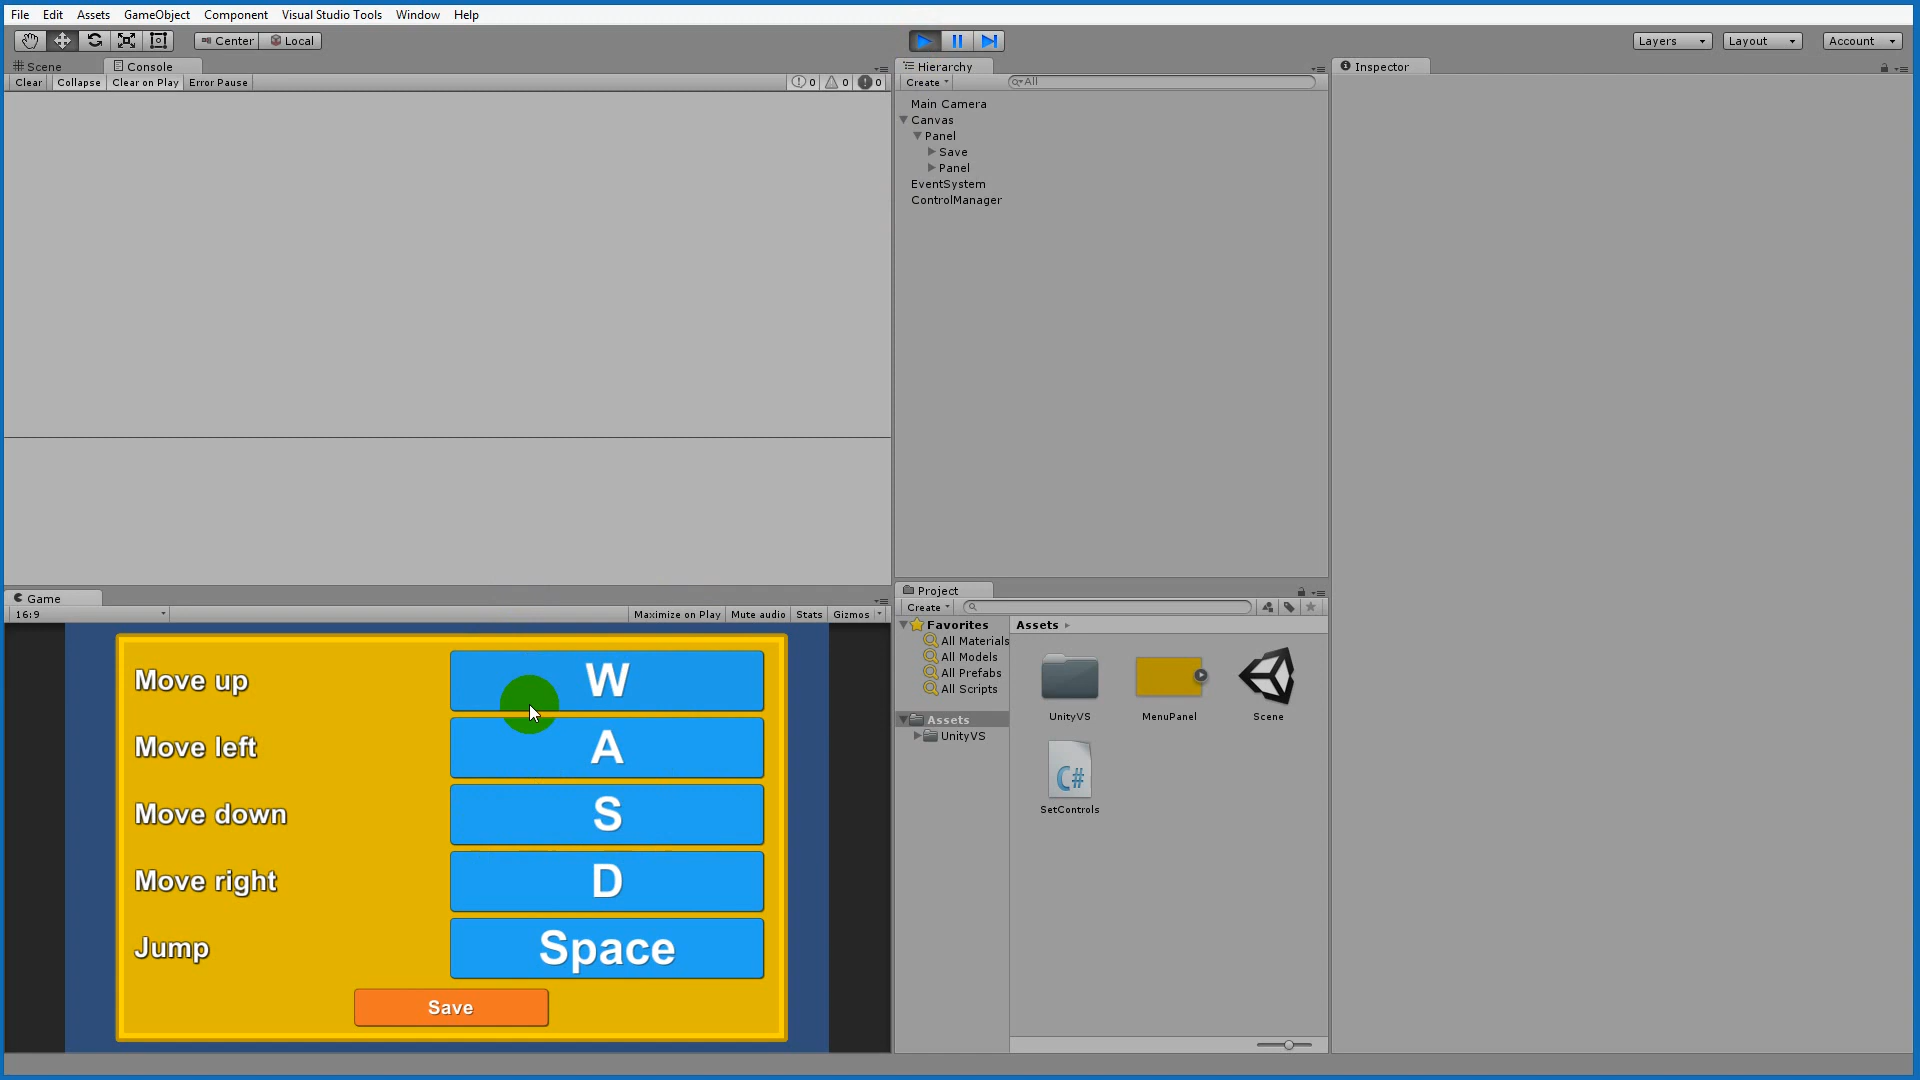 File Edit Assets GameObject Component Visual Studio Tools Window Help
Center Local
Layers Layout Account
Scene Console
Clear Collapse Clear on Play Error Pause 0 0 0
Hierarchy
Create All
Main Camera
Canvas
Panel
Save
Panel
EventSystem
ControlManager
Inspector
Game
16:9 Maximize on Play Mute audio Stats Gizmos
Move up W
Move left A
Move down S
Move right D
Jump Space
Save
Project
Create
Favorites
All Materials
All Models
All Prefabs
All Scripts
Assets
UnityVS
Assets
UnityVS MenuPanel Scene
C#
SetControls